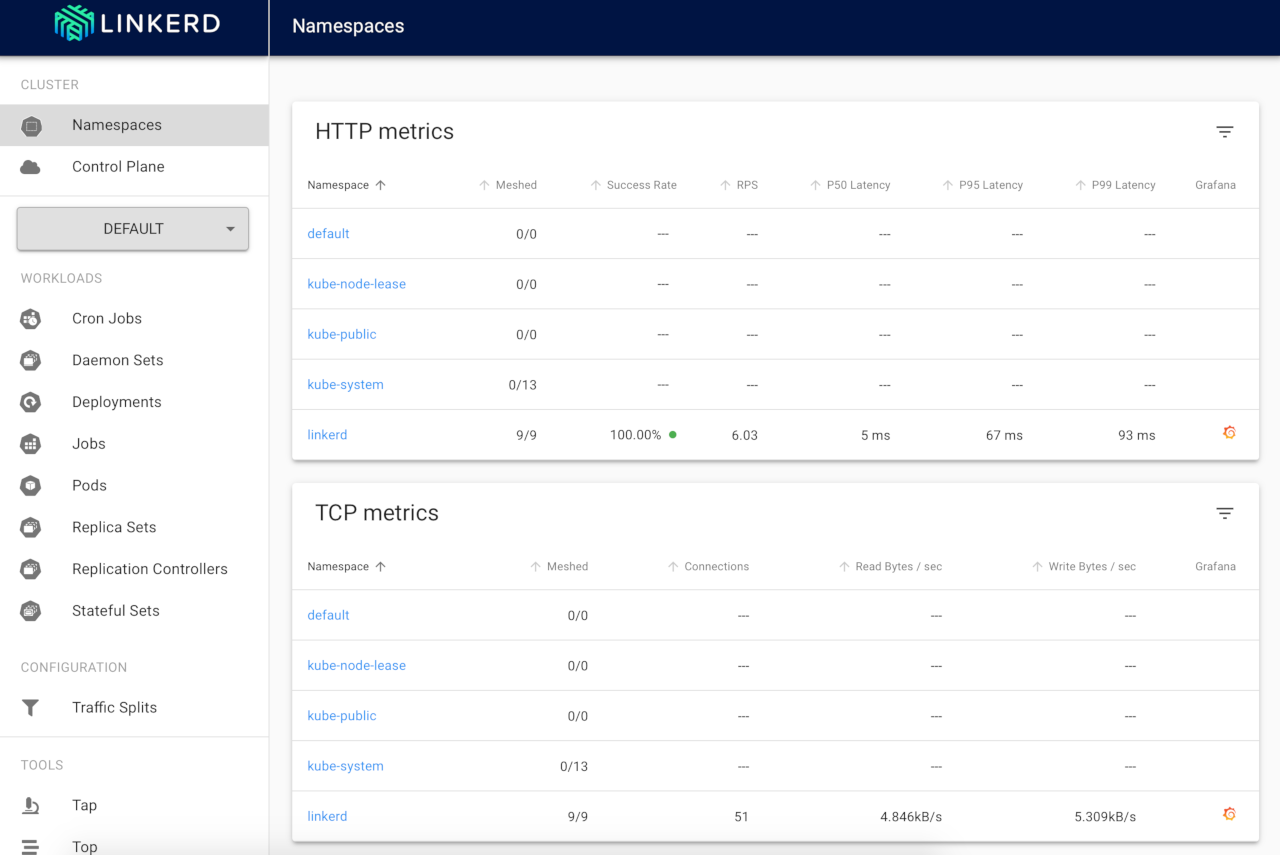 LINKERD
Namespaces
CLUSTER
Namespaces
Control Plane
DEFAULT
WORKLOADS
Cron Jobs
Daemon Sets
Deployments
Jobs
Pods
Replica Sets
Replication Controllers
Stateful Sets
CONFIGURATION
Traffic Splits
TOOLS
Tap
Top
HTTP metrics
Namespace Meshed Success Rate RPS P50 Latency P95 Latency P99 Latency Grafana
default 0/0 --- --- --- --- ---
kube-node-lease 0/0 --- --- --- --- ---
kube-public 0/0 --- --- --- --- ---
kube-system 0/13 --- --- --- --- ---
linkerd 9/9 100.00% 6.03 5 ms 67 ms 93 ms
TCP metrics
Namespace Meshed Connections Read Bytes / sec Write Bytes / sec Grafana
default 0/0 --- --- ---
kube-node-lease 0/0 --- --- ---
kube-public 0/0 --- --- ---
kube-system 0/13 --- --- ---
linkerd 9/9 51 4.846kB/s 5.309kB/s